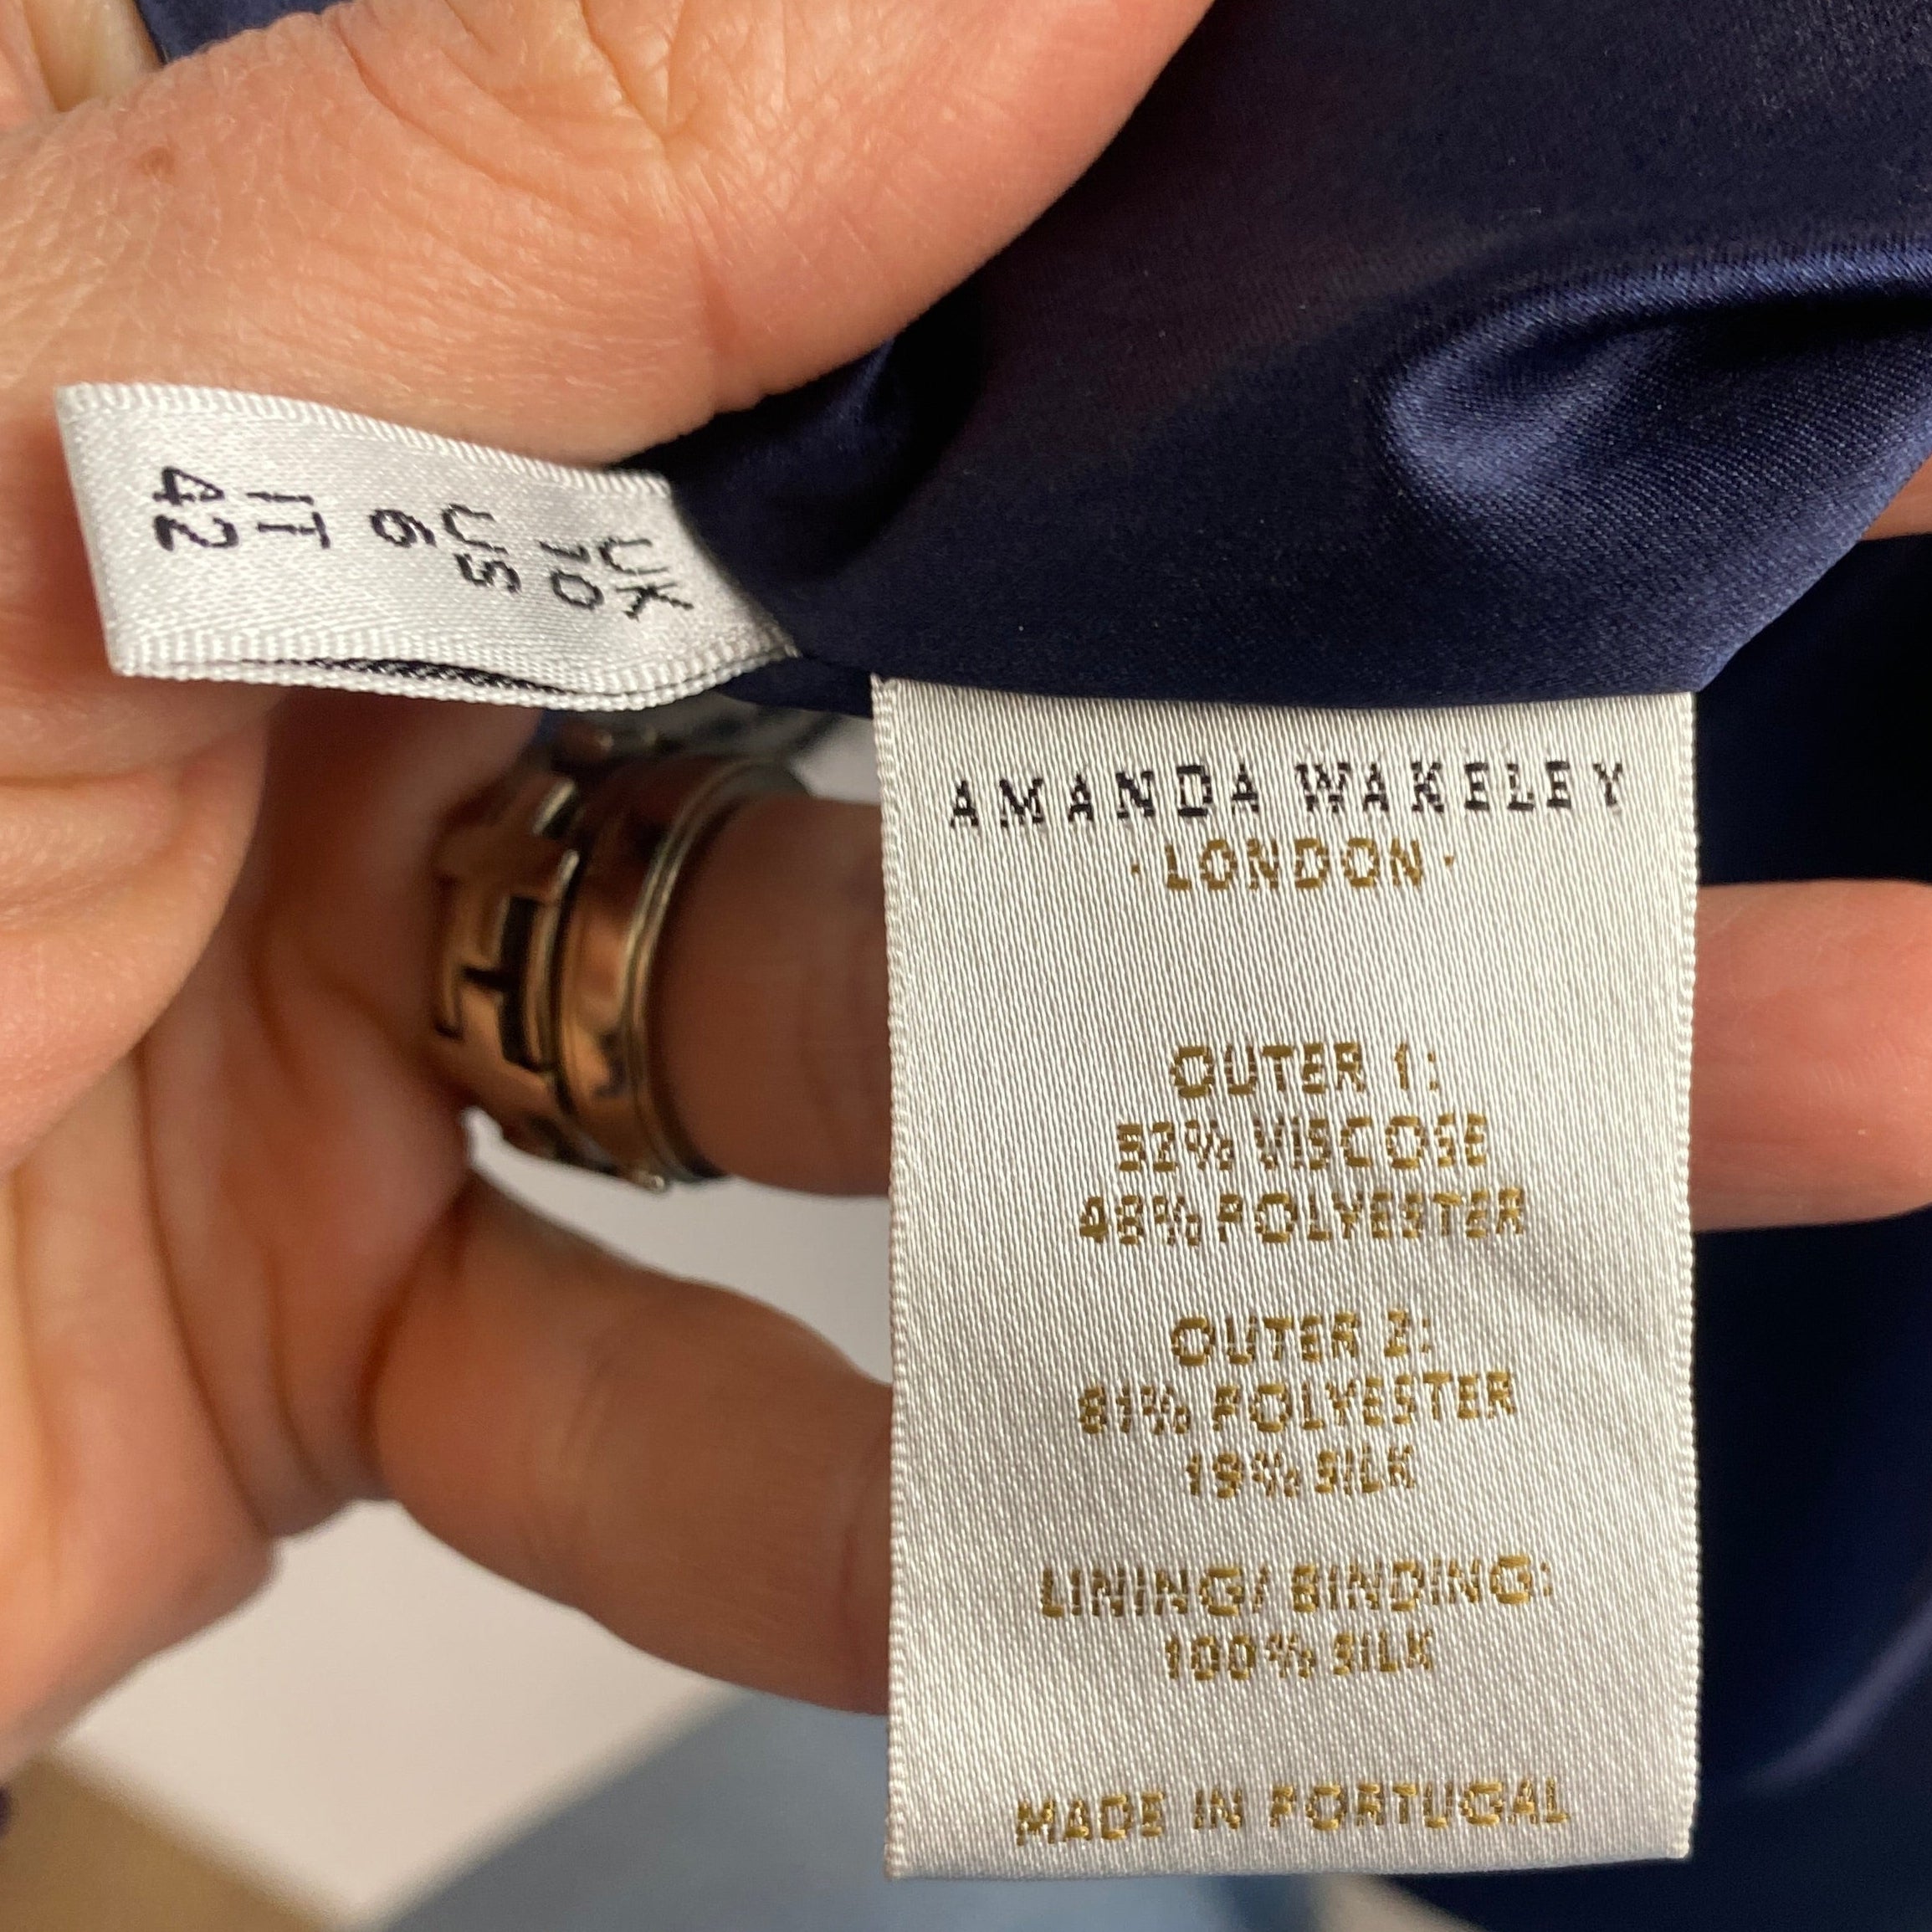 UK
10
US
6
IT
42
AMANDA WAKELEY
·LONDON·
OUTER 1:
52% VISCOSE
48% POLYESTER
OUTER 2:
81% POLYESTER
19% SILK
LINING/ BINDING:
100% SILK
MADE IN PORTUGAL